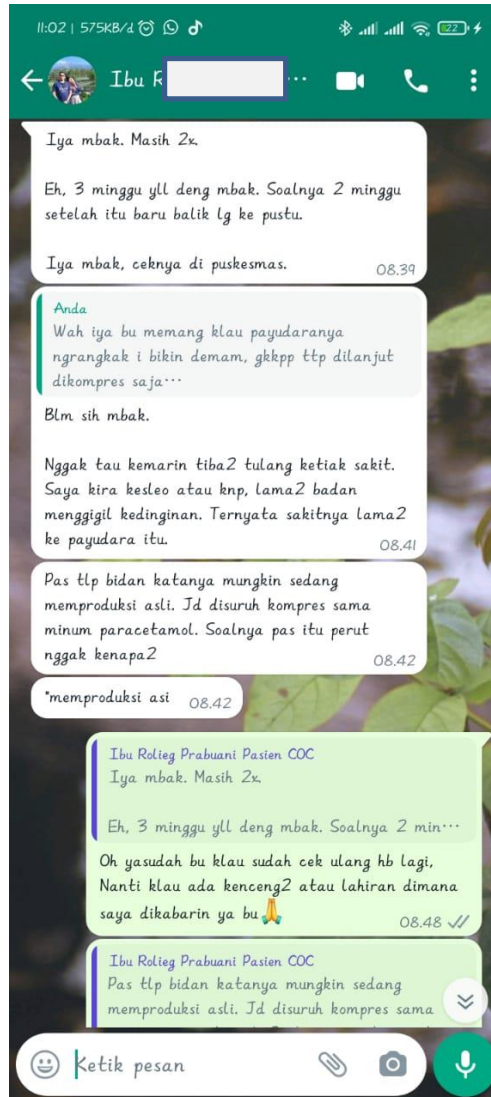 11:02 | 575KB/d
22
Ibu R ...
Iya mbak. Masih 2x.
Eh, 3 minggu yll deng mbak. Soalnya 2 minggu
setelah itu baru balik lg ke pustu.
Iya mbak, ceknya di puskesmas.
08.39
Anda
Wah iya bu memang klau payudaranya
ngrangkak i bikin demam, gkkpp ttp dilanjut
dikompres saja...
Blm sih mbak.
Nggak tau kemarin tiba2 tulang ketiak sakit.
Saya kira kesleo atau knp, lama2 badan
menggigil kedinginan. Ternyata sakitnya lama2
ke payudara itu.
08.41
Pas tlp bidan katanya mungkin sedang
memproduksi asli. Jd disuruh kompres sama
minum paracetamol. Soalnya pas itu perut
nggak kenapa2
08.42
*memproduksi asi
08.42
Ibu Rolieg Prabuani Pasien COC
Iya mbak. Masih 2x.
Eh, 3 minggu yll deng mbak. Soalnya 2 min...
Oh yasudah bu klau sudah cek ulang hb lagi,
Nanti klau ada kenceng2 atau lahiran dimana
saya dikabarin ya bu🙏
08.48
Ibu Rolieg Prabuani Pasien COC
Pas tlp bidan katanya mungkin sedang
memproduksi asli. Jd disuruh kompres sama
Ketik pesan